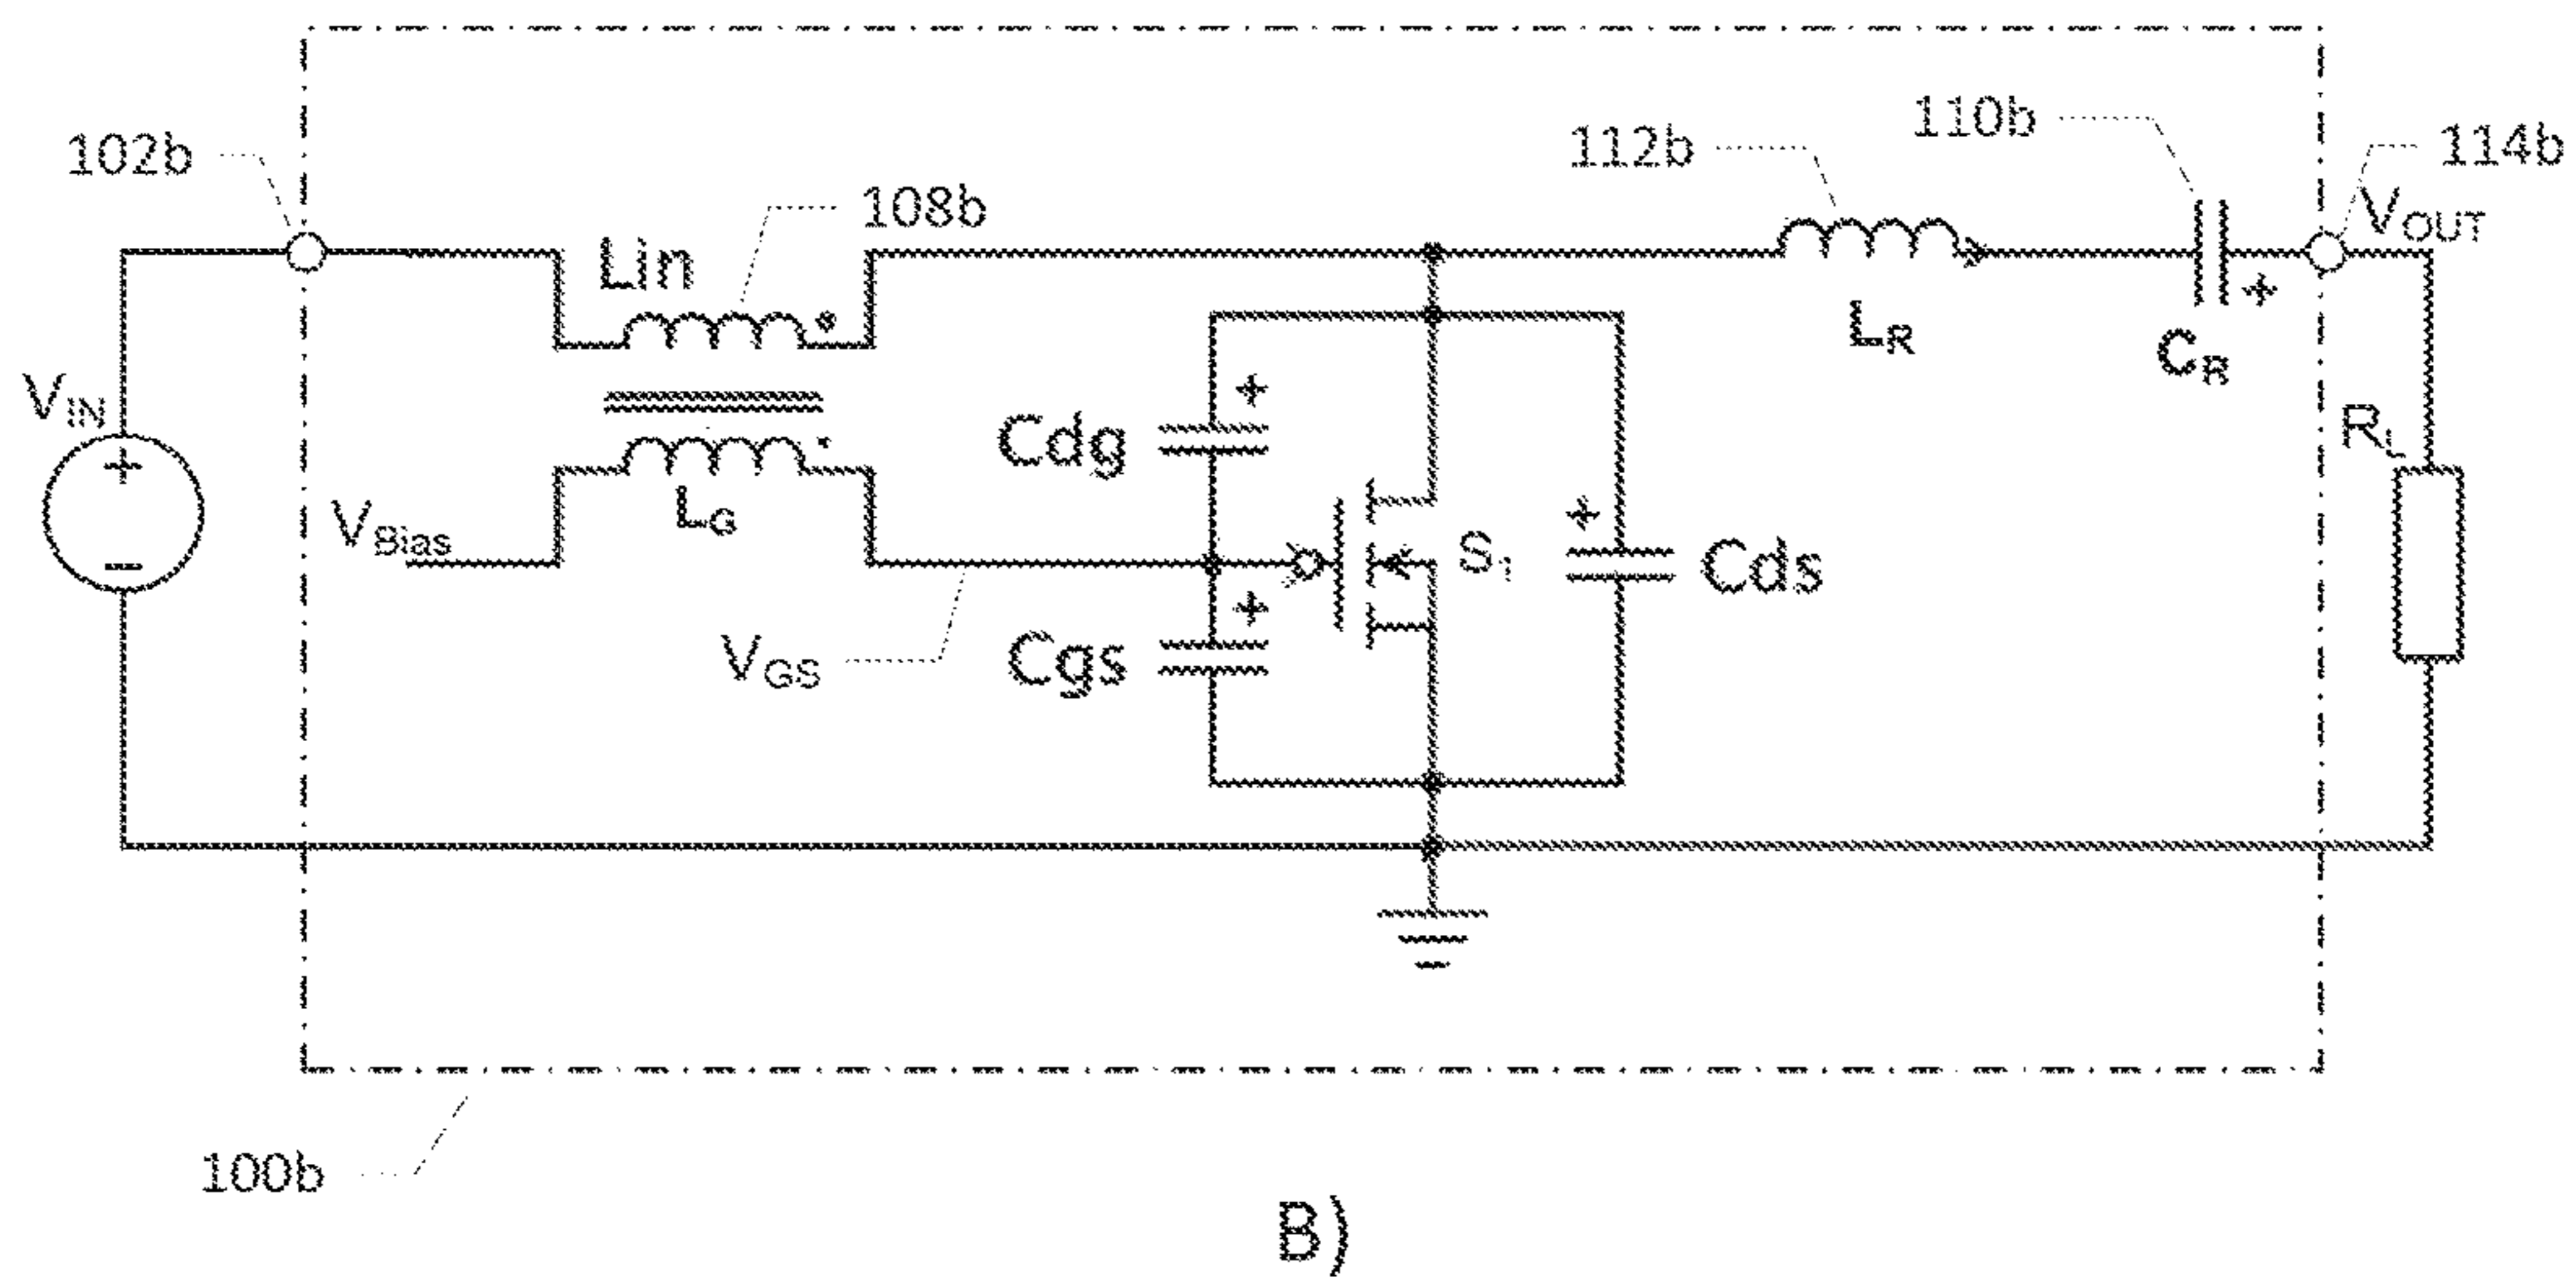 110b
102b
112b
114b
108b
VOUT
Lin
LR
CR
VIN
Cdg
RL
LG
VBias
S1
Cds
VGS
Cgs
100b
B)